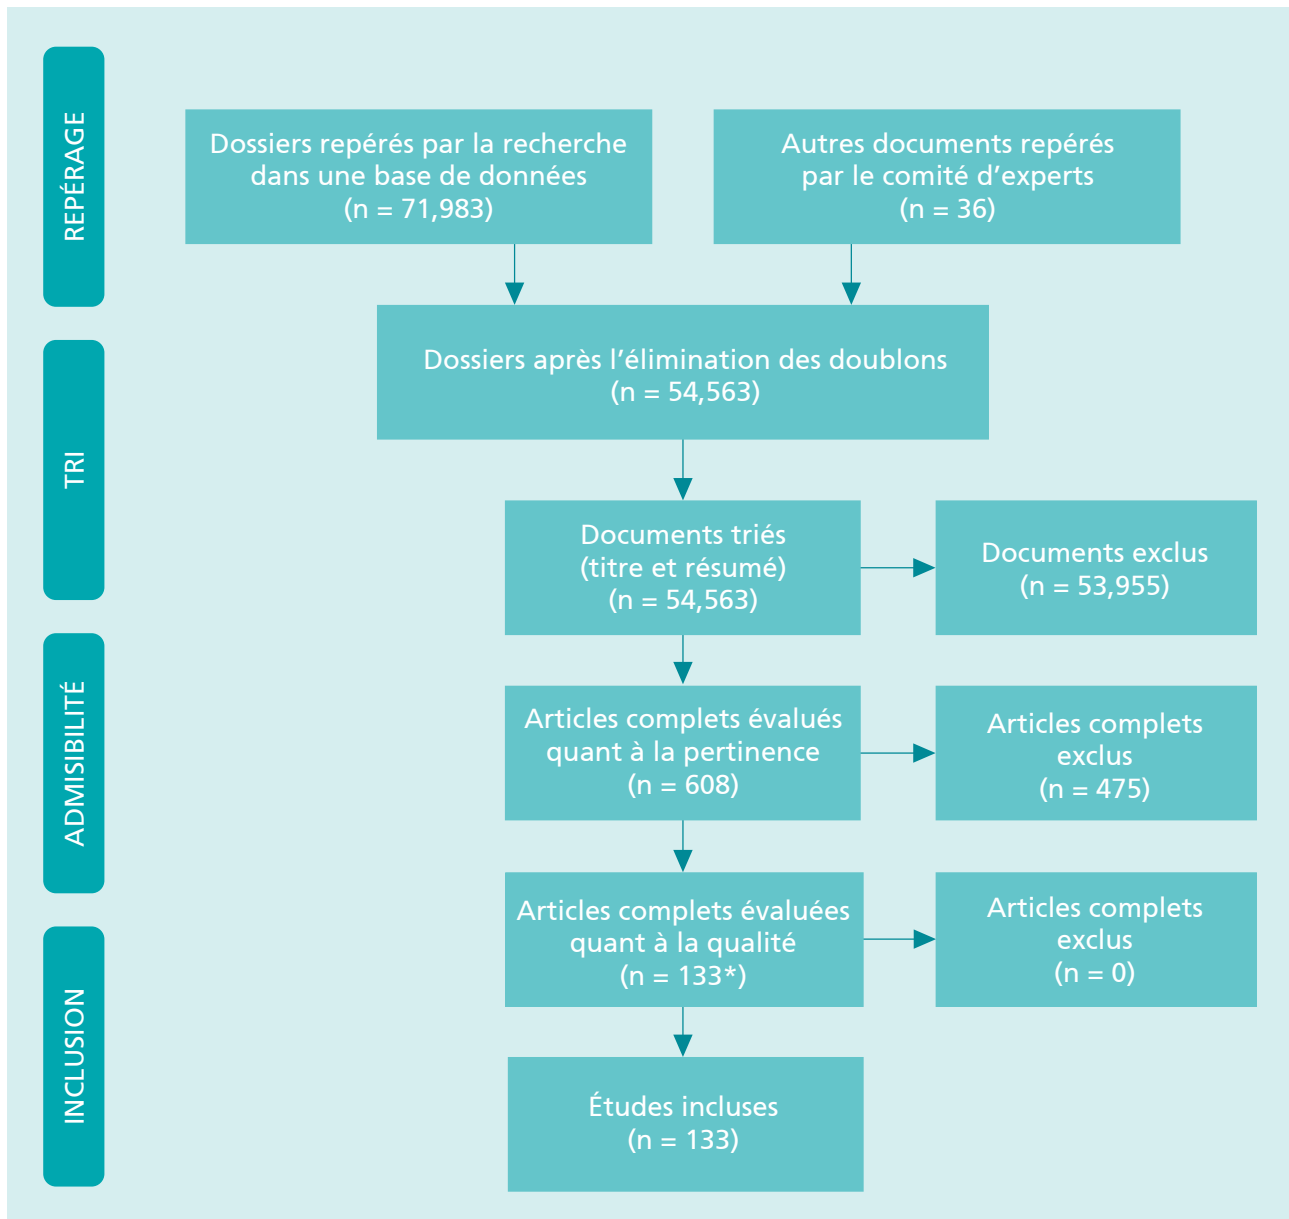 REPÉRAGE
Dossiers repérés par la recherche
dans une base de données
(n = 71,983)
Autres documents repérés
par le comité d’experts
(n = 36)
TRI
Dossiers après l’élimination des doublons
(n = 54,563)
Documents triés
(titre et résumé)
(n = 54,563)
Documents exclus
(n = 53,955)
ADMISIBILITÉ
Articles complets évalués
quant à la pertinence
(n = 608)
Articles complets
exclus
(n = 475)
INCLUSION
Articles complets évaluées
quant à la qualité
(n = 133*)
Articles complets
exclus
(n = 0)
Études incluses
(n = 133)